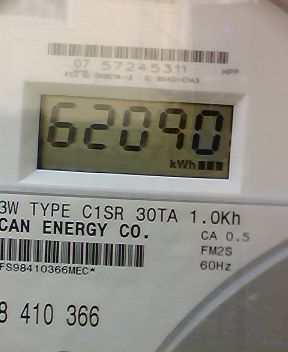 07 57245311 HPP
62090
kWh
3W TYPE C1SR 30TA 1.0Kh
CAN ENERGY CO. CA 0.5
FM2S
FS98410366MEC* 60Hz
8 410 366